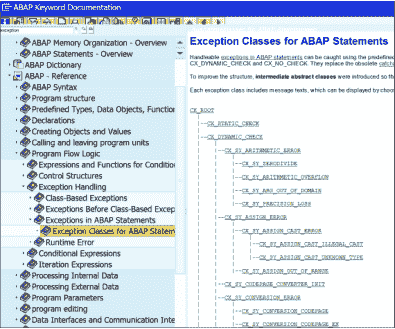 ABAP Keyword Documentation
exception
ABAP Memory Organization - Overview
ABAP Statements - Overview
ABAP Dictionary
ABAP - Reference
ABAP Syntax
Program structure
Predefined Types, Data Objects, Function
Declarations
Creating Objects and Values
Calling and leaving program units
Program Flow Logic
Expressions and Functions for Condition
Control Structures
Exception Handling
Class-Based Exceptions
Exceptions Before Class-Based Excep
Exceptions in ABAP Statements
Exception Classes for ABAP Statem
Runtime Error
Conditional Expressions
Iteration Expressions
Processing Internal Data
Processing External Data
Program Parameters
program editing
Data Interfaces and Communication Inte
Exception Classes for ABAP Statements
Handleable exceptions in ABAP statements can be caught using the predefined
CX_DYNAMIC_CHECK and CX_NO_CHECK. They replace the obsolete catcha
To improve the structure, intermediate abstract classes were introduced so th
Each exception class includes message texts, which can be displayed by choos
CX_ROOT
|--CX_STATIC_CHECK
|--CX_DYNAMIC_CHECK
|--CX_SY_ARITHMETIC_ERROR
|--CX_SY_ZERODIVIDE
|--CX_SY_ARITHMETIC_OVERFLOW
|--CX_SY_ARG_OUT_OF_DOMAIN
|--CX_SY_PRECISION_LOSS
|--CX_SY_ASSIGN_ERROR
|--CX_SY_ASSIGN_CAST_ERROR
|--CX_SY_ASSIGN_CAST_ILLEGAL_CAST
|--CX_SY_ASSIGN_CAST_UNKNOWN_TYPE
|--CX_SY_ASSIGN_OUT_OF_RANGE
|--CX_SY_CODEPAGE_CONVERTER_INIT
|--CX_SY_CONVERSION_ERROR
|--CX_SY_CONVERSION_CODEPAGE
|--CX_SY_CONVERSION_CODEPAGE_EX